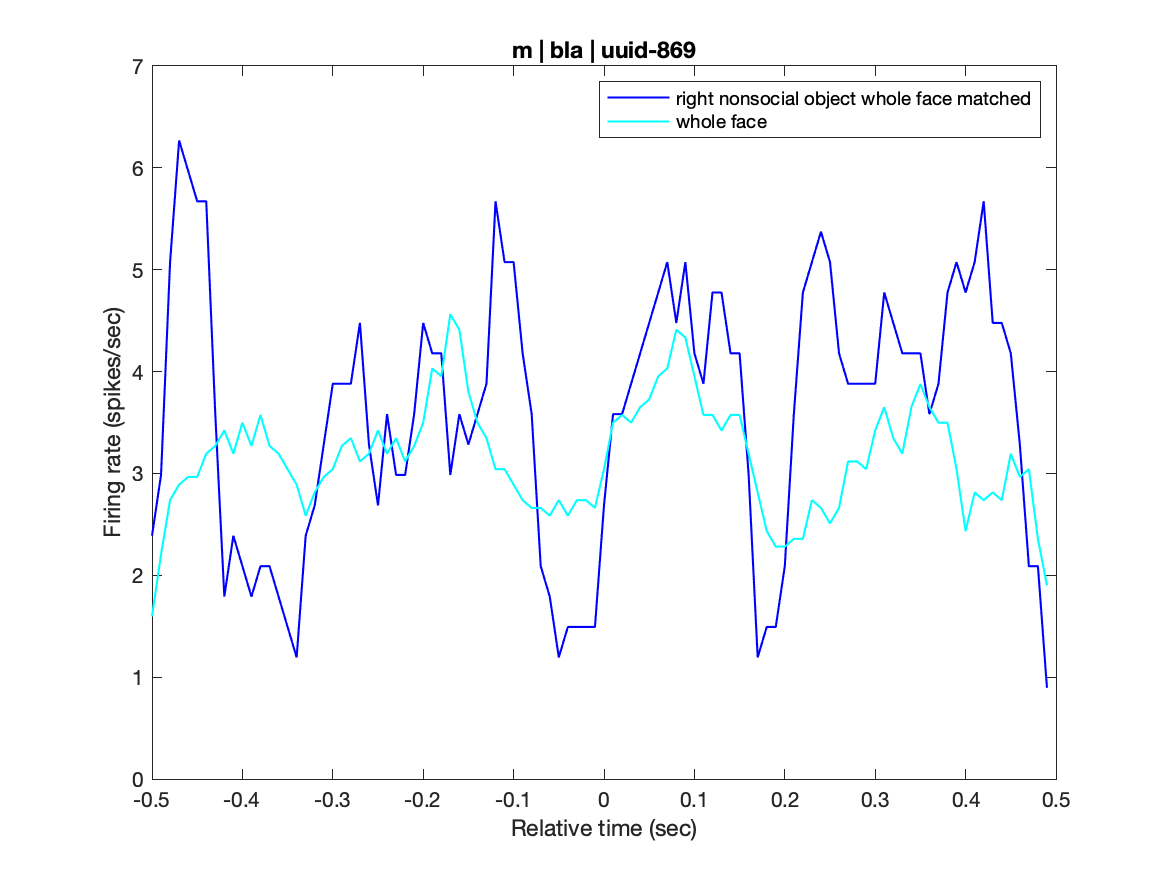 m | bla | uuid-869
right nonsocial object whole face matched
whole face
Firing rate (spikes/sec)
7
6
5
4
3
2
1
0
-0.5 -0.4 -0.3 -0.2 -0.1 0 0.1 0.2 0.3 0.4 0.5
Relative time (sec)